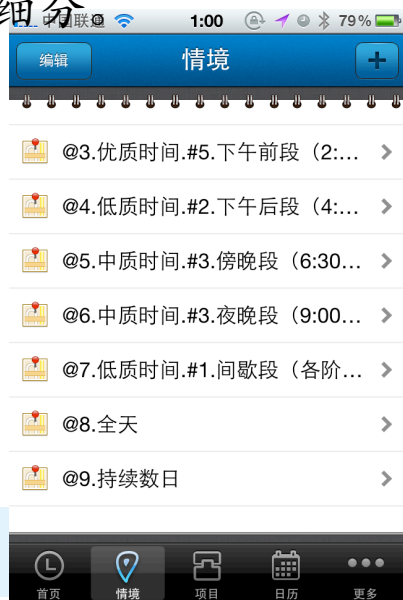 细分
中国联通 1:00 79%
编辑 情境 +
@3.优质时间.#5.下午前段（2:...
@4.低质时间.#2.下午后段（4:...
@5.中质时间.#3.傍晚段（6:30...
@6.中质时间.#3.夜晚段（9:00...
@7.低质时间.#1.间歇段（各阶...
@8.全天
@9.持续数日
首页 情境 项目 日历 更多